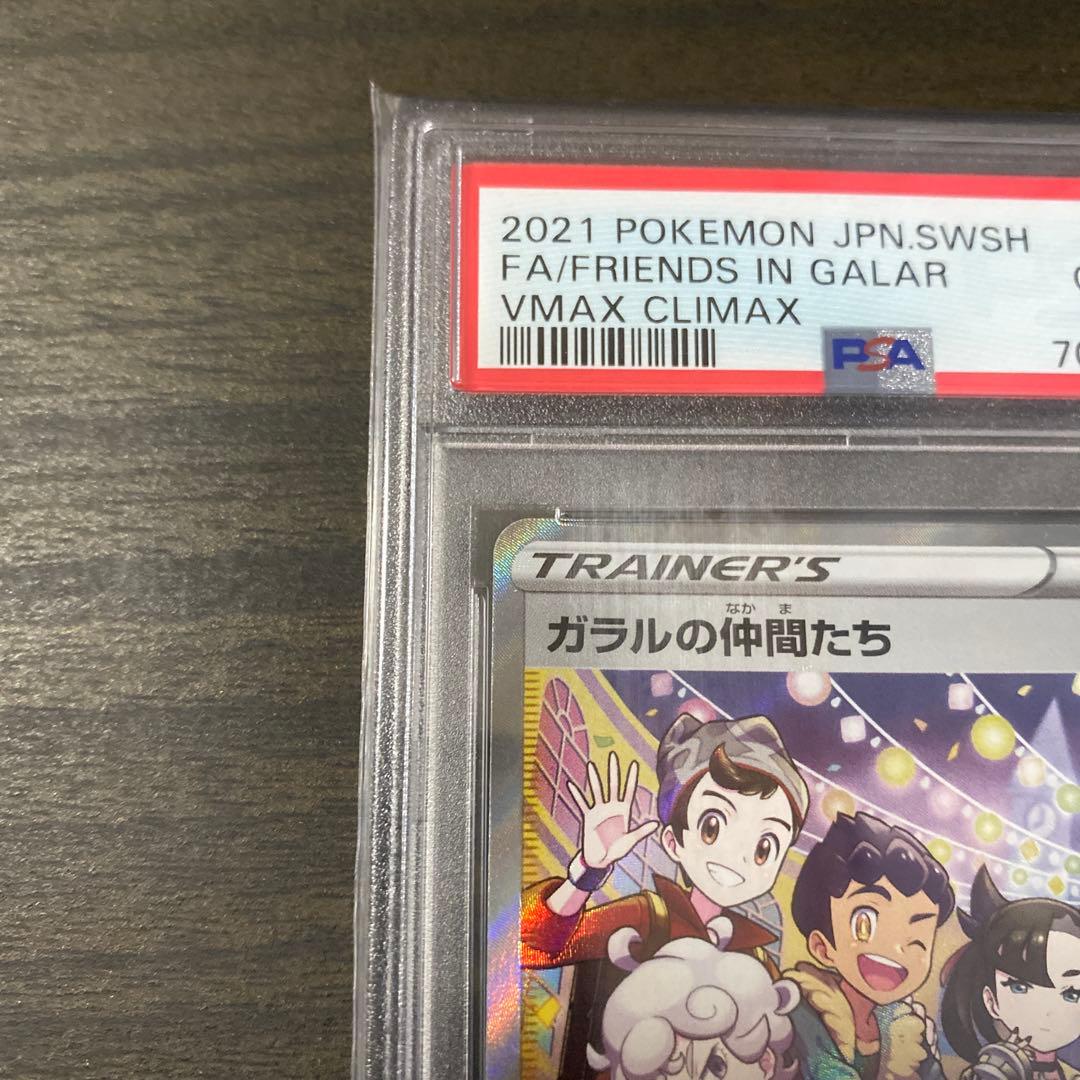 2021 POKEMON JPN.SWSH
FA/FRIENDS IN GALAR
VMAX CLIMAX
70
PSA
TRAINER'S
なかま
ガラルの仲間たち